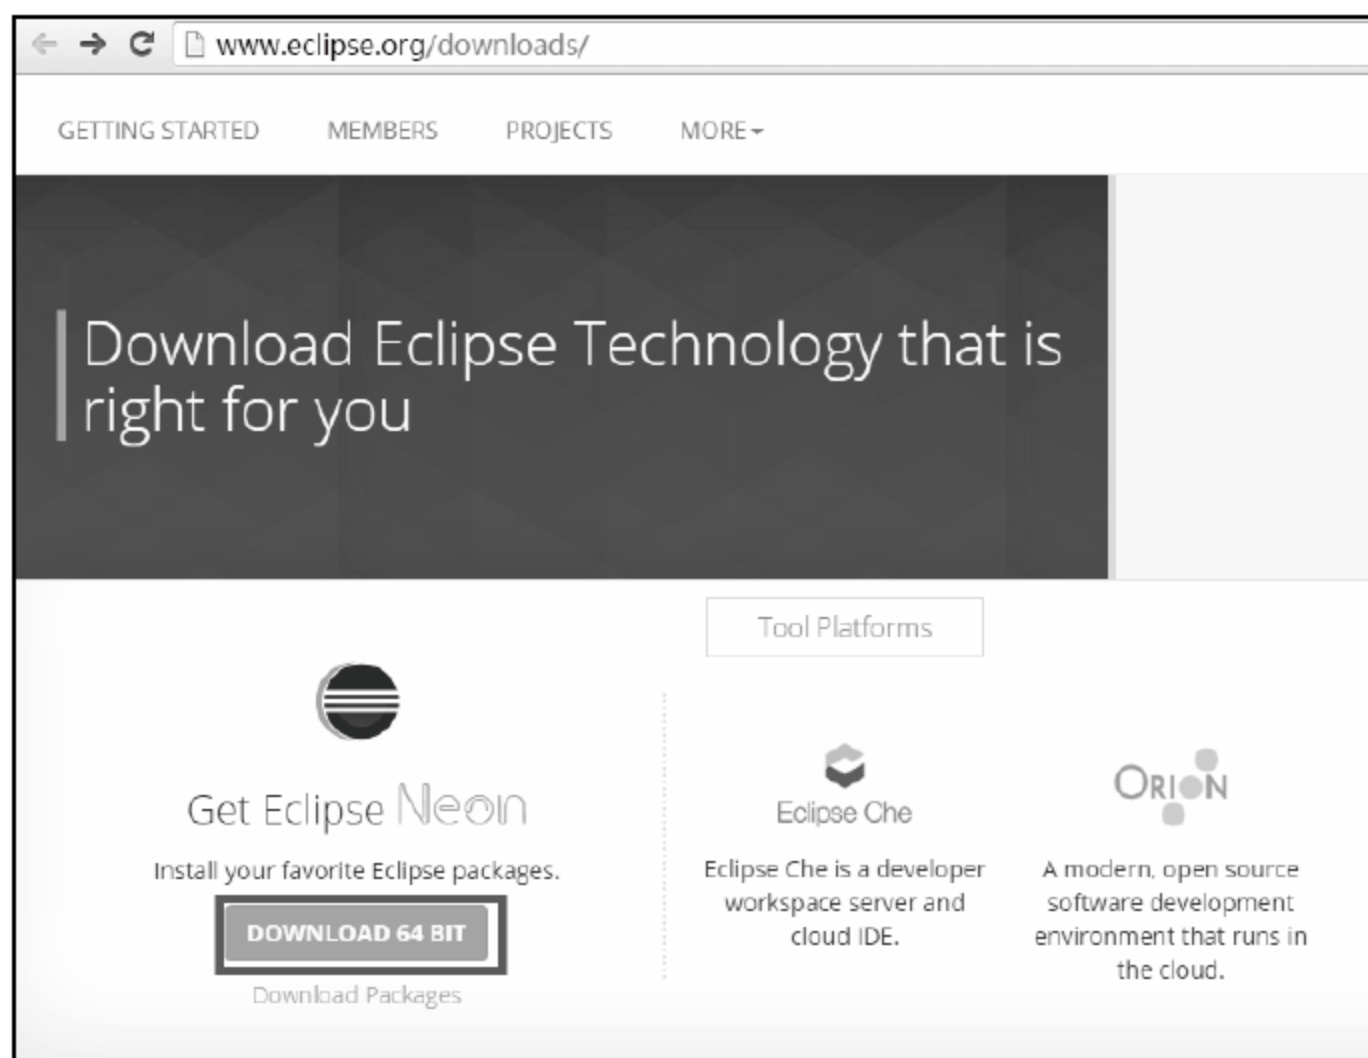 www.eclipse.org/downloads/
GETTING STARTED MEMBERS PROJECTS MORE
Download Eclipse Technology that is
right for you
Tool Platforms
Get Eclipse Neon
Install your favorite Eclipse packages.
DOWNLOAD 64 BIT
Download Packages
Eclipse Che
Eclipse Che is a developer
workspace server and
cloud IDE.
ORION
A modern, open source
software development
environment that runs in
the cloud.